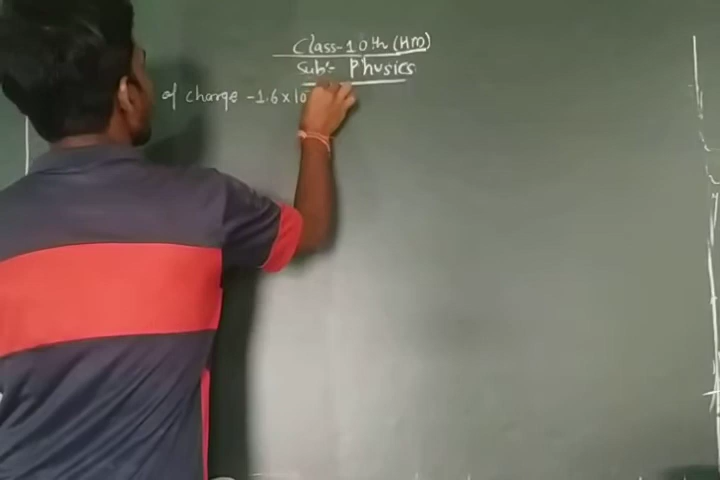 Class-10th (HM)
Sub:- Physics
of charge -1.6×10